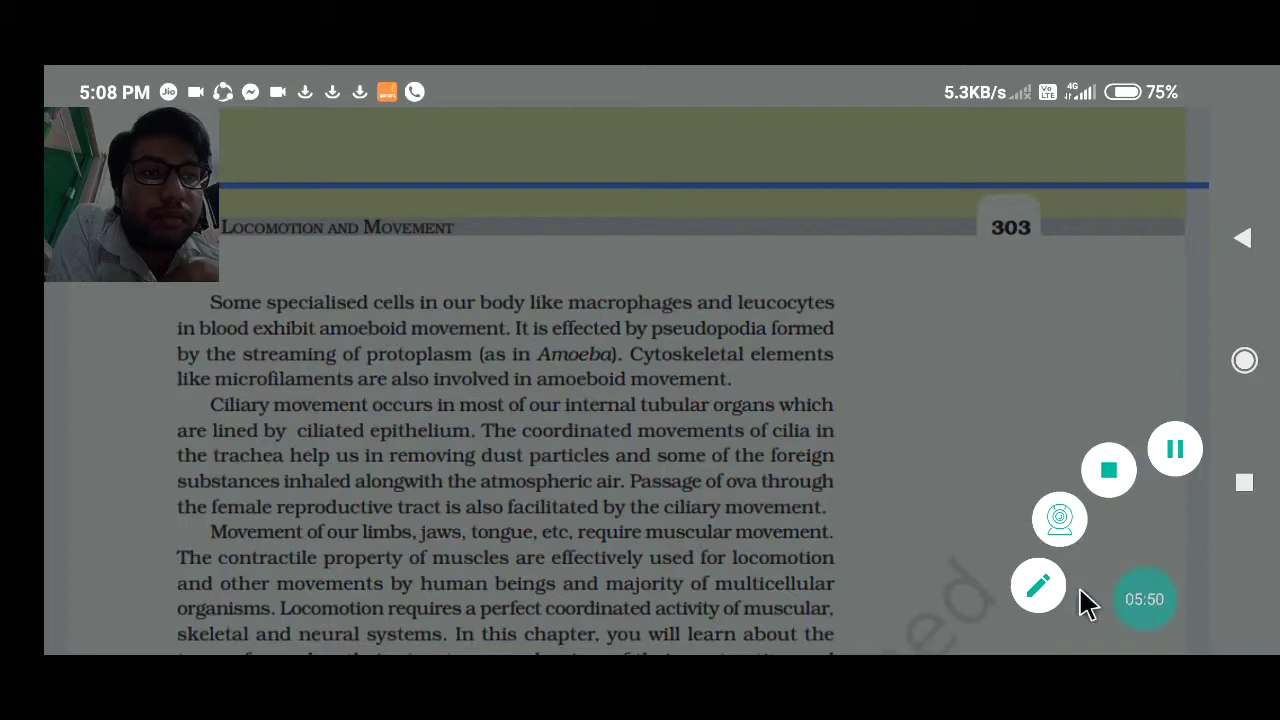 5:08 PM Jio 5.3KB/s Vo LTE 4G 75%
LOCOMOTION AND MOVEMENT 303
Some specialised cells in our body like macrophages and leucocytes
in blood exhibit amoeboid movement. It is effected by pseudopodia formed
by the streaming of protoplasm (as in Amoeba). Cytoskeletal elements
like microfilaments are also involved in amoeboid movement.
Ciliary movement occurs in most of our internal tubular organs which
are lined by ciliated epithelium. The coordinated movements of cilia in
the trachea help us in removing dust particles and some of the foreign
substances inhaled alongwith the atmospheric air. Passage of ova through
the female reproductive tract is also facilitated by the ciliary movement.
Movement of our limbs, jaws, tongue, etc, require muscular movement.
The contractile property of muscles are effectively used for locomotion
and other movements by human beings and majority of multicellular
organisms. Locomotion requires a perfect coordinated activity of muscular,
skeletal and neural systems. In this chapter, you will learn about the
05:50